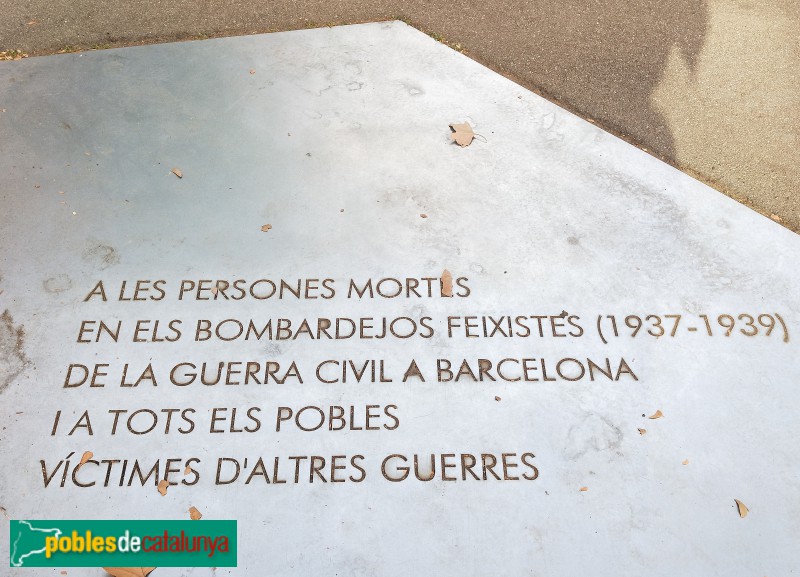 A LES PERSONES MORTES
EN ELS BOMBARDEJOS FEIXISTES (1937-1939)
DE LA GUERRA CIVIL A BARCELONA
I A TOTS ELS POBLES
VÍCTIMES D'ALTRES GUERRES
poblesdecatalunya